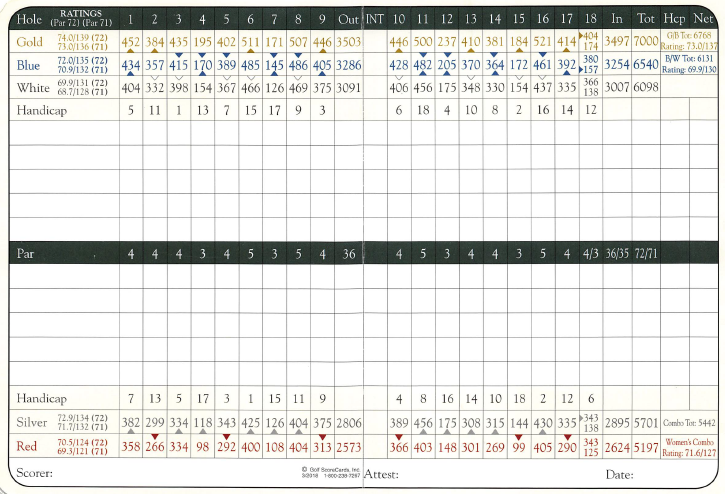 Hole RATINGS (Par 72) (Par 71) 1 2 3 4 5 6 7 8 9 Out INT 10 11 12 13 14 15 16 17 18 In Tot Hcp Net
Gold 74.0/139 (72) 452 384 435 195 402 511 171 507 446 3503 446 500 237 410 381 184 521 414 404 3497 7000 G/B Tot: 6768
73.0/136 (71) 174 Rating: 73.0/137
Blue 72.0/135 (72) 434 357 415 170 389 485 145 486 405 3286 428 482 205 370 364 172 461 392 380 3254 6540 B/W Tot: 6131
70.9/132 (71) 157 Rating: 69.9/130
White 69.9/131 (72) 404 332 398 154 367 466 126 469 375 3091 406 456 175 348 330 154 437 335 366 3007 6098
68.7/128 (71) 138
Handicap 5 11 1 13 7 15 17 9 3 6 18 4 10 8 2 16 14 12
Par 4 4 4 3 4 5 3 5 4 36 4 5 3 4 4 3 5 4 4/3 36/35 72/71
Handicap 7 13 5 17 3 1 15 11 9 4 8 16 14 10 18 2 12 6
Silver 72.9/134 (72) 382 299 334 118 343 425 126 404 375 2806 389 456 175 308 315 144 430 335 343 2895 5701 Combo Tot: 5442
71.7/132 (71) 138
Red 70.5/124 (72) 358 266 334 98 292 400 108 404 313 2573 366 403 148 301 269 99 405 290 343 2624 5197 Women's Combo
69.3/121 (71) 125 Rating: 71.6/127
Scorer: © Golf ScoreCards, Inc. Attest: Date:
3/2018 1-800-238-7267